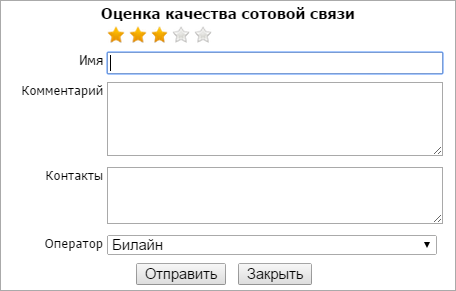 Оценка качества сотовой связи
Имя
Комментарий
Контакты
Оператор Билайн
Отправить Закрыть